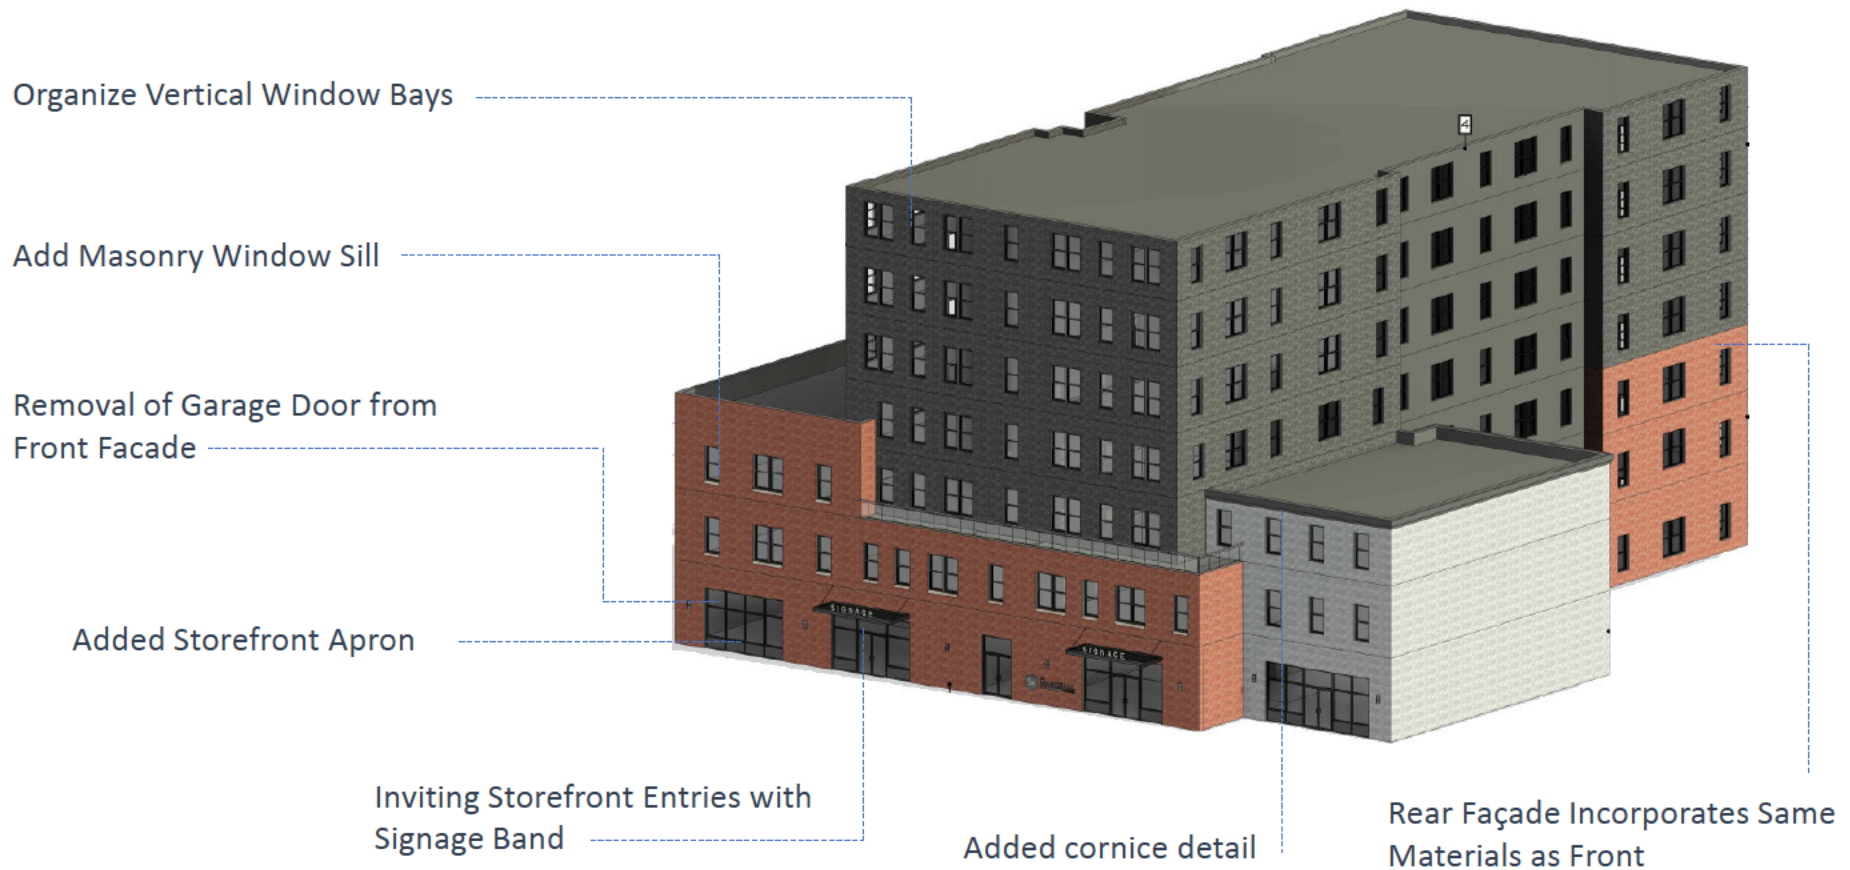 Organize Vertical Window Bays
Add Masonry Window Sill
Removal of Garage Door from
Front Facade
Added Storefront Apron
Inviting Storefront Entries with
Signage Band
Added cornice detail
Rear Façade Incorporates Same
Materials as Front
4
SIGNAGE
SIGNAGE